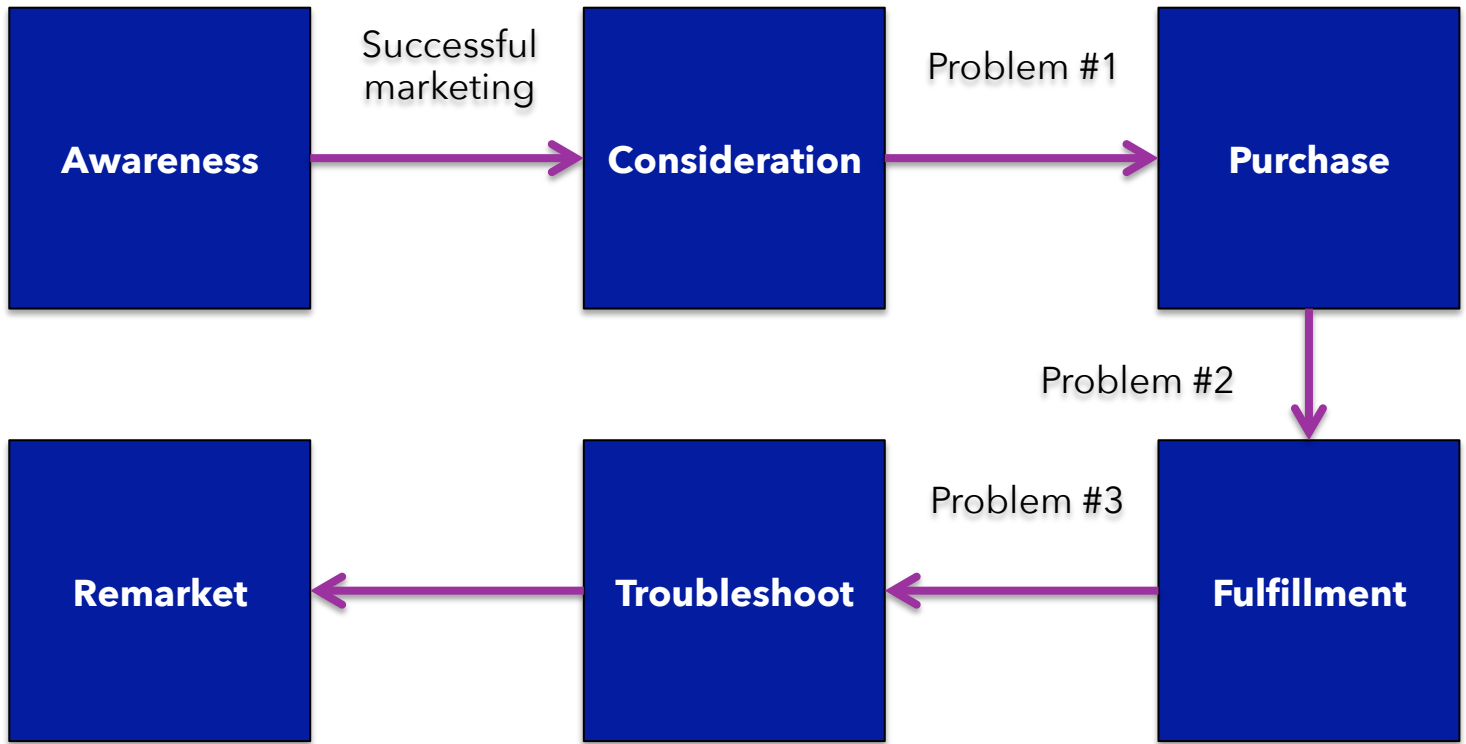 Successful
marketing
Problem #1
Awareness
Consideration
Purchase
Problem #2
Problem #3
Remarket
Troubleshoot
Fulfillment